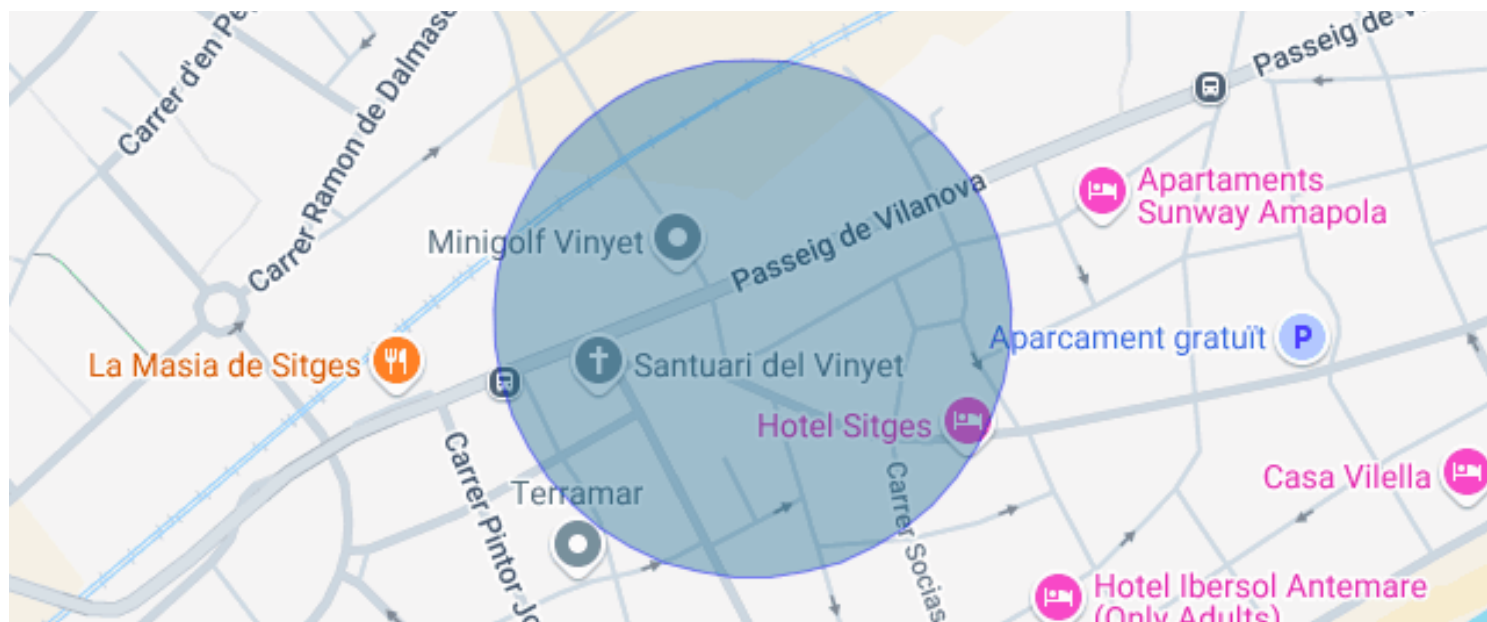 Carrer d'en Pe
Carrer Ramon de Dalmase
Passeig de V
Apartaments
Sunway Amapola
Minigolf Vinyet
Passeig de Vilanova
La Masia de Sitges
Santuari del Vinyet
Aparcament gratuït
P
Hotel Sitges
Casa Vilella
Carrer Pintor Jo
Terramar
Carrer Socias
Hotel Ibersol Antemare
(Only Adults)